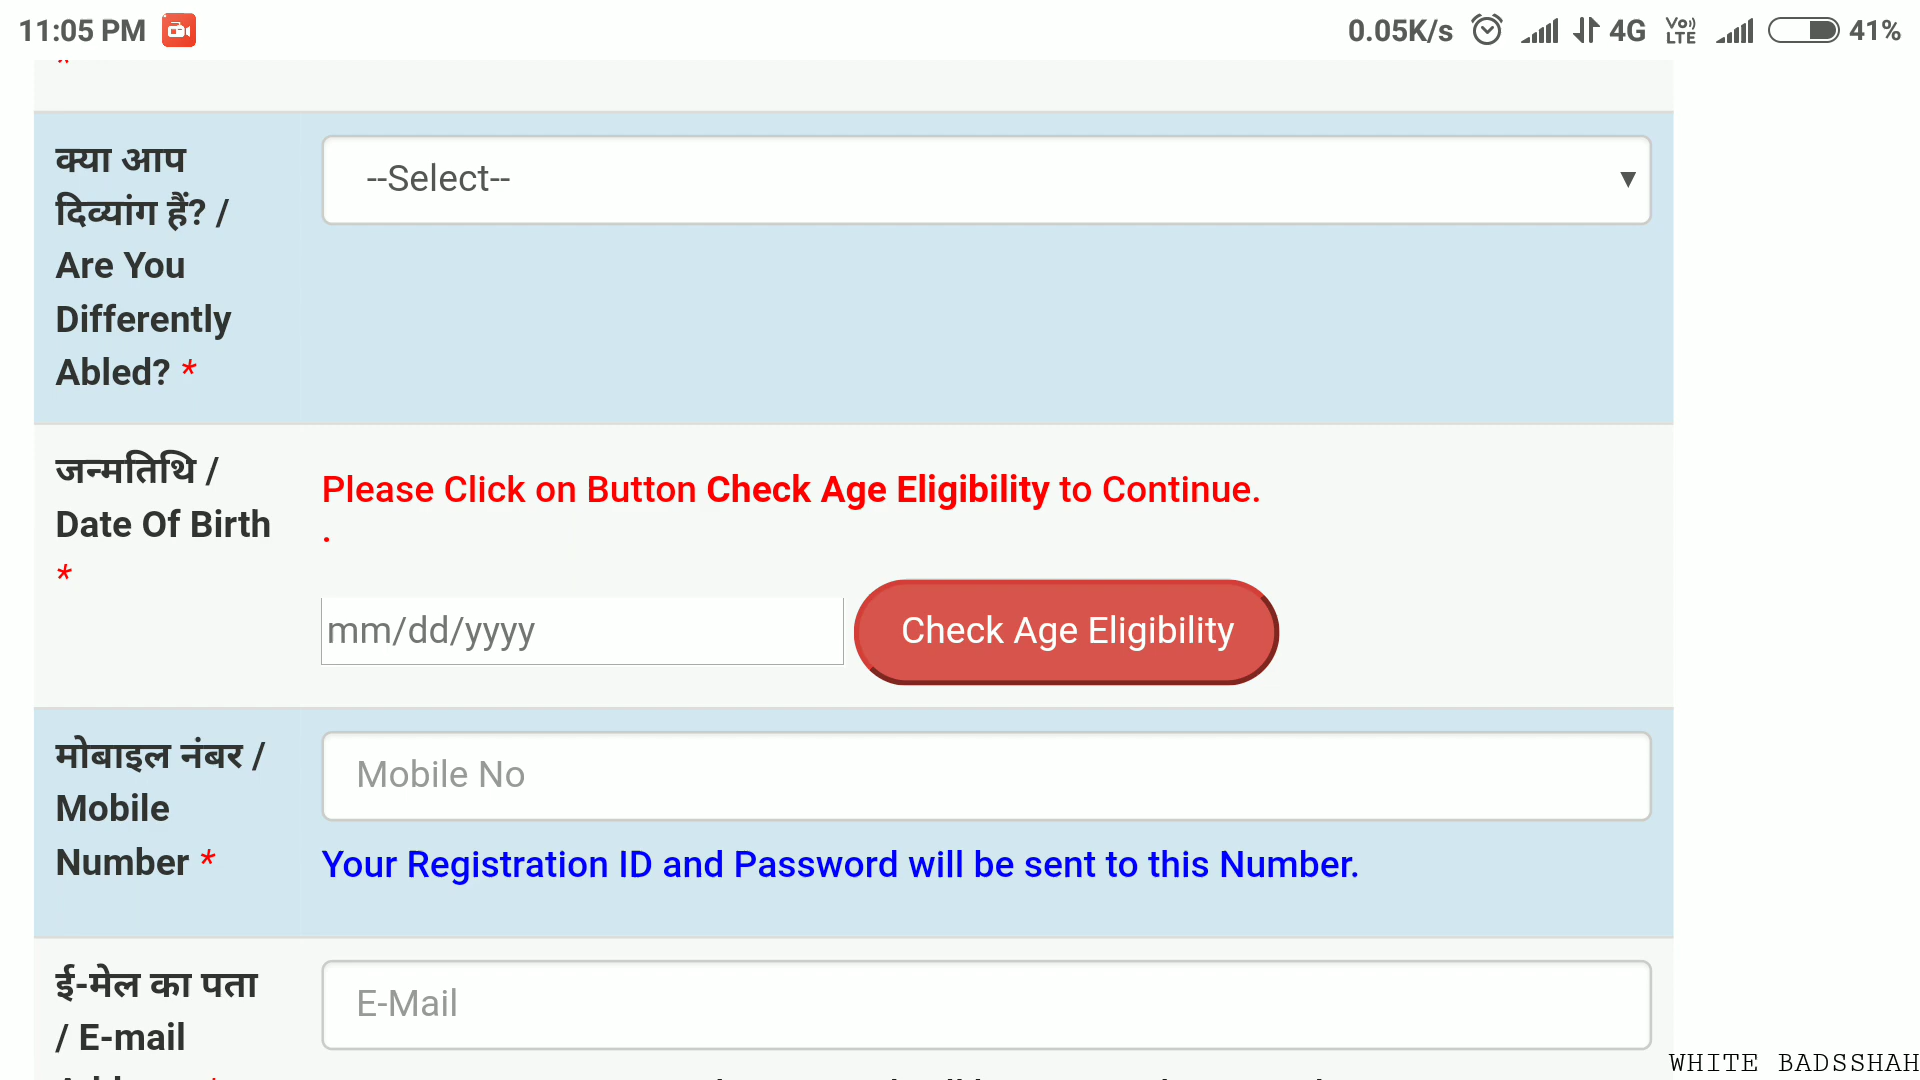 11:05 PM 0.05K/s 4G VoLTE 41%
*
क्या आप
दिव्यांग हैं? /
Are You
Differently
Abled? *
--Select--
जन्मतिथि /
Date Of Birth
*
Please Click on Button Check Age Eligibility to Continue.
.
mm/dd/yyyy
Check Age Eligibility
मोबाइल नंबर /
Mobile
Number *
Mobile No
Your Registration ID and Password will be sent to this Number.
ई-मेल का पता
/ E-mail
E-Mail
WHITE BADSSHAH